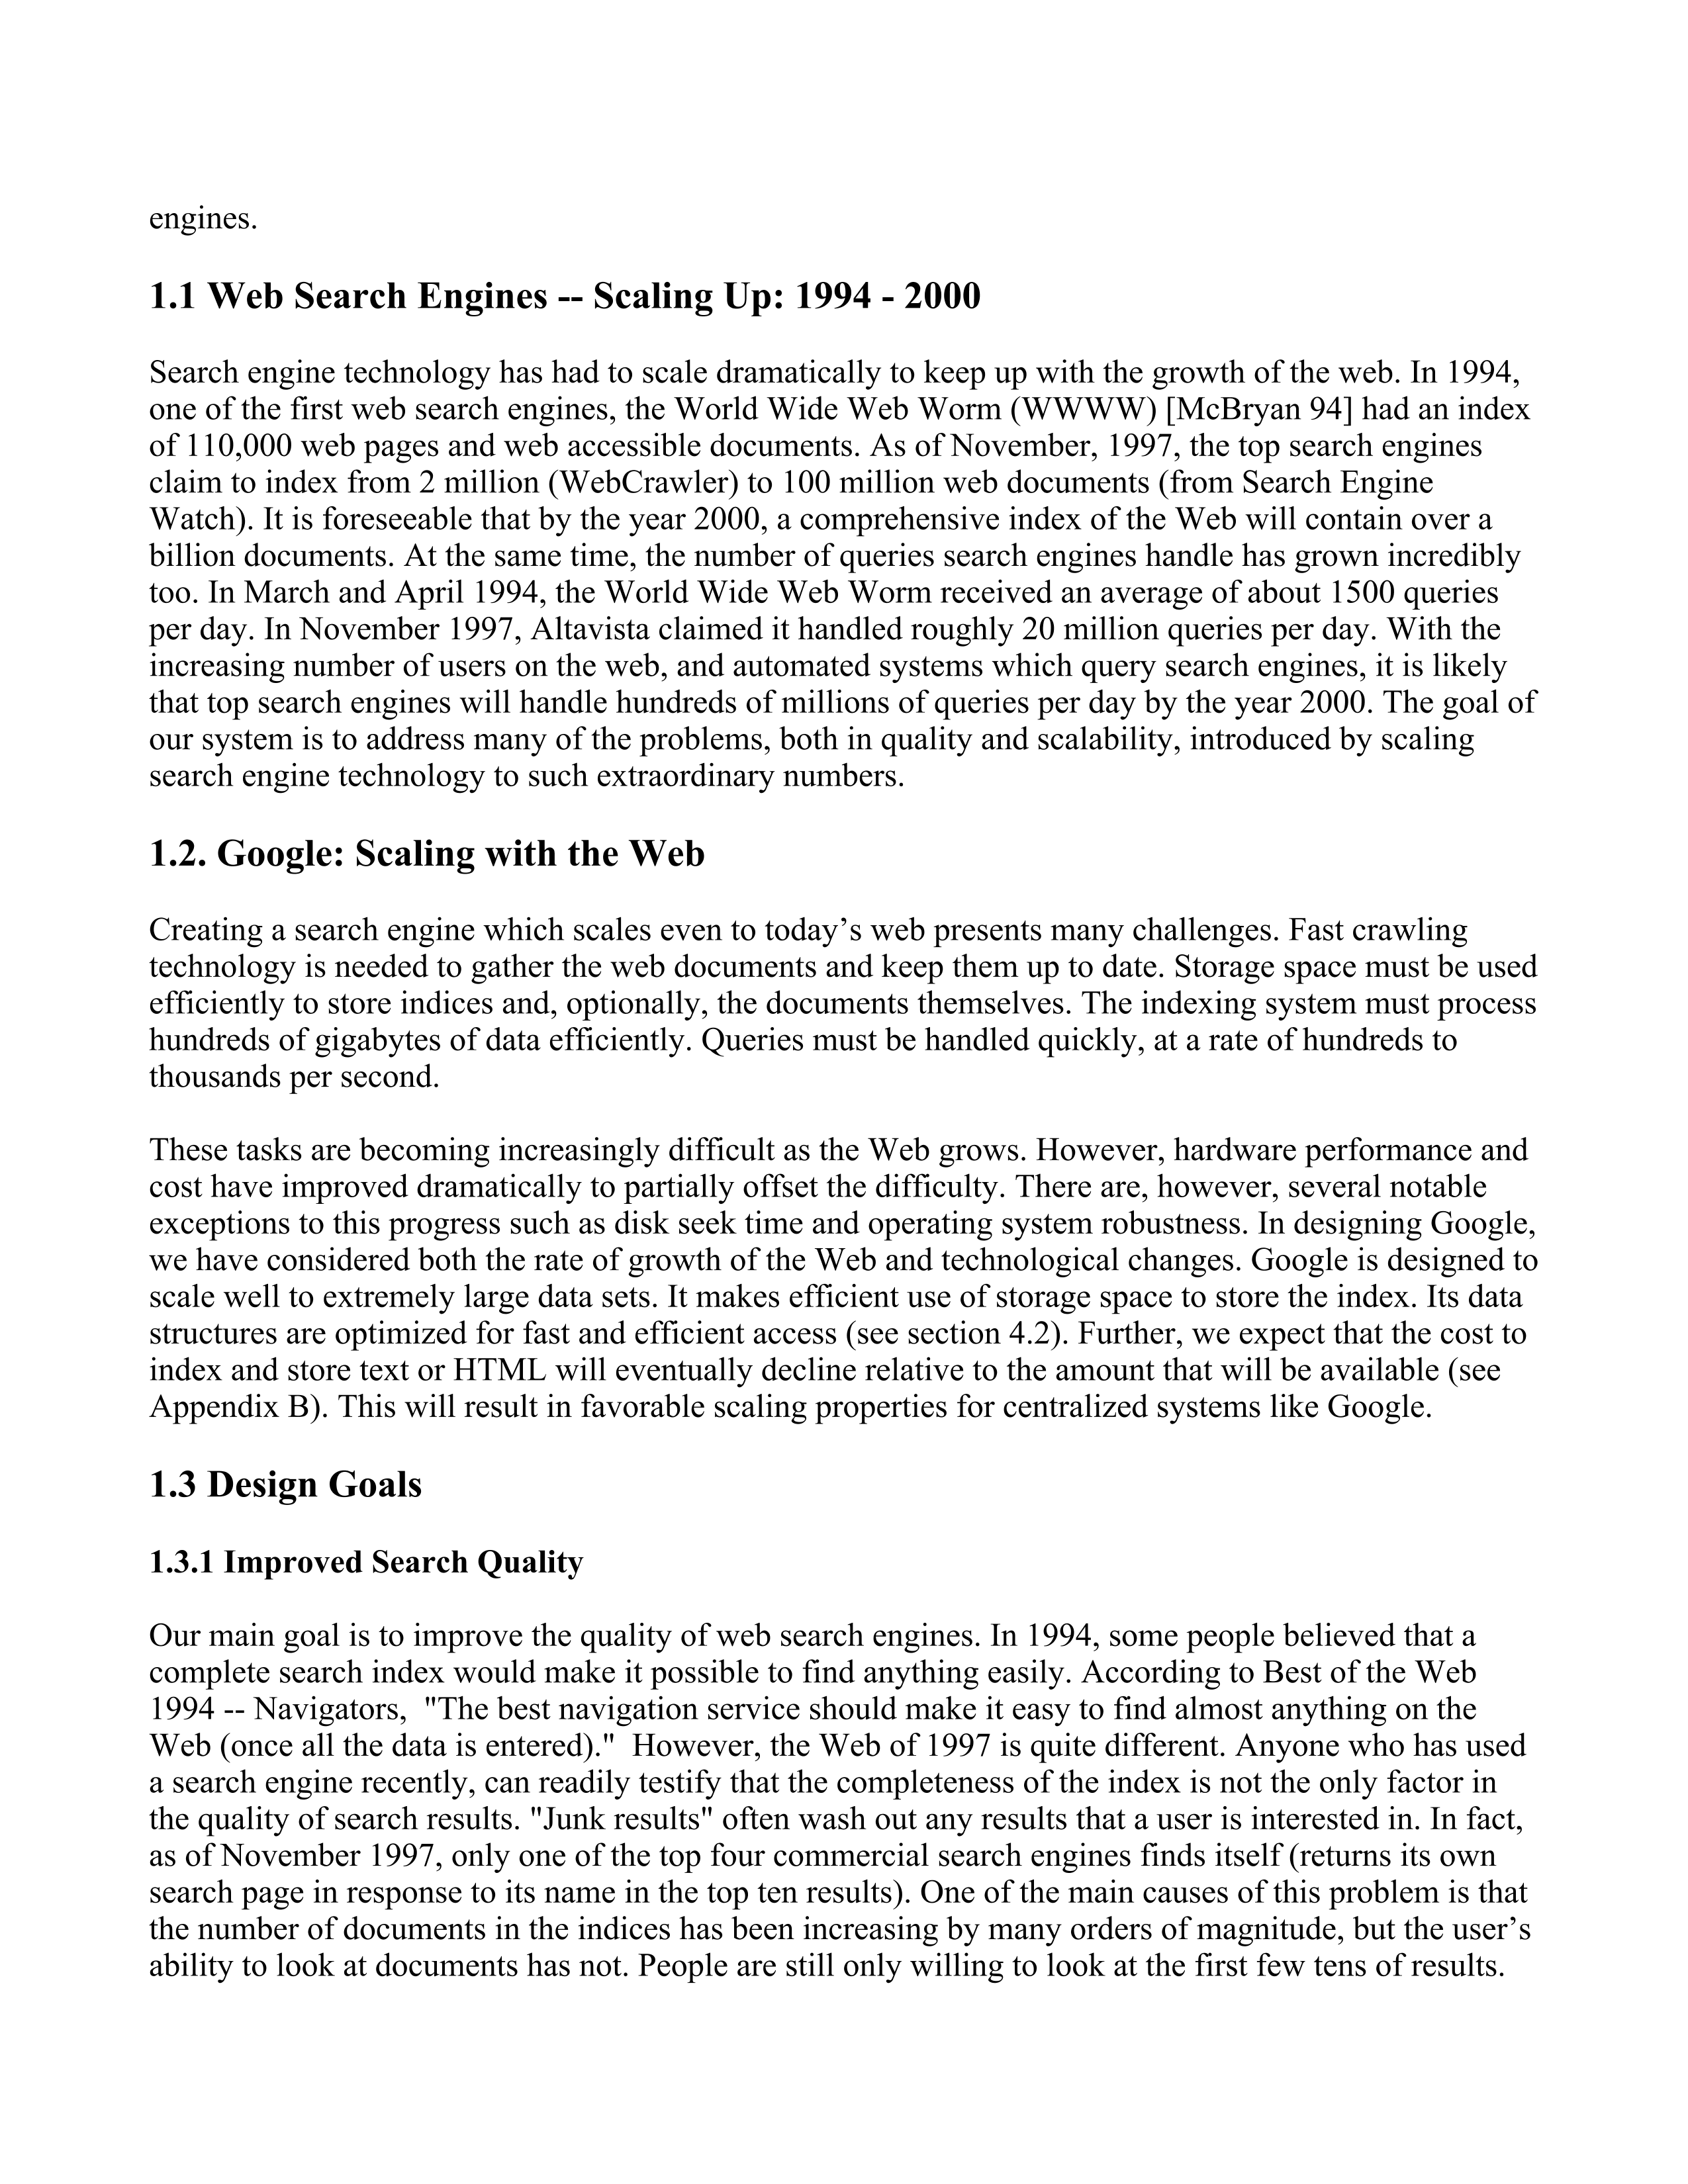 engines.
1.1 Web Search Engines -- Scaling Up: 1994 - 2000
Search engine technology has had to scale dramatically to keep up with the growth of the web. In 1994,
one of the first web search engines, the World Wide Web Worm (WWWW) [McBryan 94] had an index
of 110,000 web pages and web accessible documents. As of November, 1997, the top search engines
claim to index from 2 million (WebCrawler) to 100 million web documents (from Search Engine
Watch). It is foreseeable that by the year 2000, a comprehensive index of the Web will contain over a
billion documents. At the same time, the number of queries search engines handle has grown incredibly
too. In March and April 1994, the World Wide Web Worm received an average of about 1500 queries
per day. In November 1997, Altavista claimed it handled roughly 20 million queries per day. With the
increasing number of users on the web, and automated systems which query search engines, it is likely
that top search engines will handle hundreds of millions of queries per day by the year 2000. The goal of
our system is to address many of the problems, both in quality and scalability, introduced by scaling
search engine technology to such extraordinary numbers.
1.2. Google: Scaling with the Web
Creating a search engine which scales even to today’s web presents many challenges. Fast crawling
technology is needed to gather the web documents and keep them up to date. Storage space must be used
efficiently to store indices and, optionally, the documents themselves. The indexing system must process
hundreds of gigabytes of data efficiently. Queries must be handled quickly, at a rate of hundreds to
thousands per second.
These tasks are becoming increasingly difficult as the Web grows. However, hardware performance and
cost have improved dramatically to partially offset the difficulty. There are, however, several notable
exceptions to this progress such as disk seek time and operating system robustness. In designing Google,
we have considered both the rate of growth of the Web and technological changes. Google is designed to
scale well to extremely large data sets. It makes efficient use of storage space to store the index. Its data
structures are optimized for fast and efficient access (see section 4.2). Further, we expect that the cost to
index and store text or HTML will eventually decline relative to the amount that will be available (see
Appendix B). This will result in favorable scaling properties for centralized systems like Google.
1.3 Design Goals
1.3.1 Improved Search Quality
Our main goal is to improve the quality of web search engines. In 1994, some people believed that a
complete search index would make it possible to find anything easily. According to Best of the Web
1994 -- Navigators,  "The best navigation service should make it easy to find almost anything on the
Web (once all the data is entered)."  However, the Web of 1997 is quite different. Anyone who has used
a search engine recently, can readily testify that the completeness of the index is not the only factor in
the quality of search results. "Junk results" often wash out any results that a user is interested in. In fact,
as of November 1997, only one of the top four commercial search engines finds itself (returns its own
search page in response to its name in the top ten results). One of the main causes of this problem is that
the number of documents in the indices has been increasing by many orders of magnitude, but the user’s
ability to look at documents has not. People are still only willing to look at the first few tens of results.